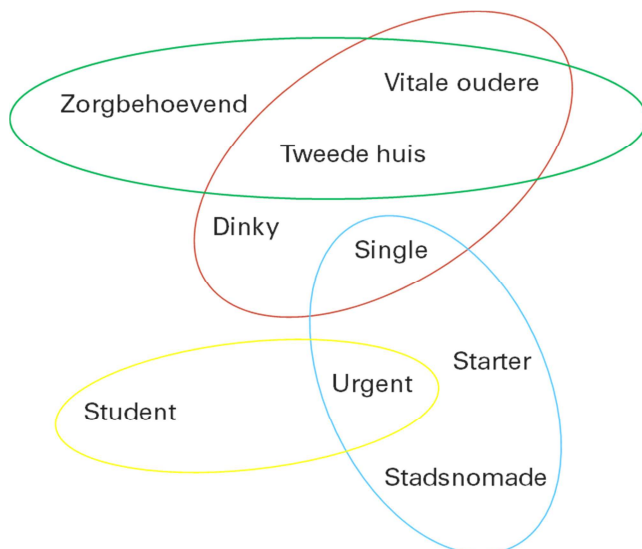 Vitale oudere
Zorgbehoevend
Tweede huis
Dinky
Single
Starter
Urgent
Student
Stadsnomade